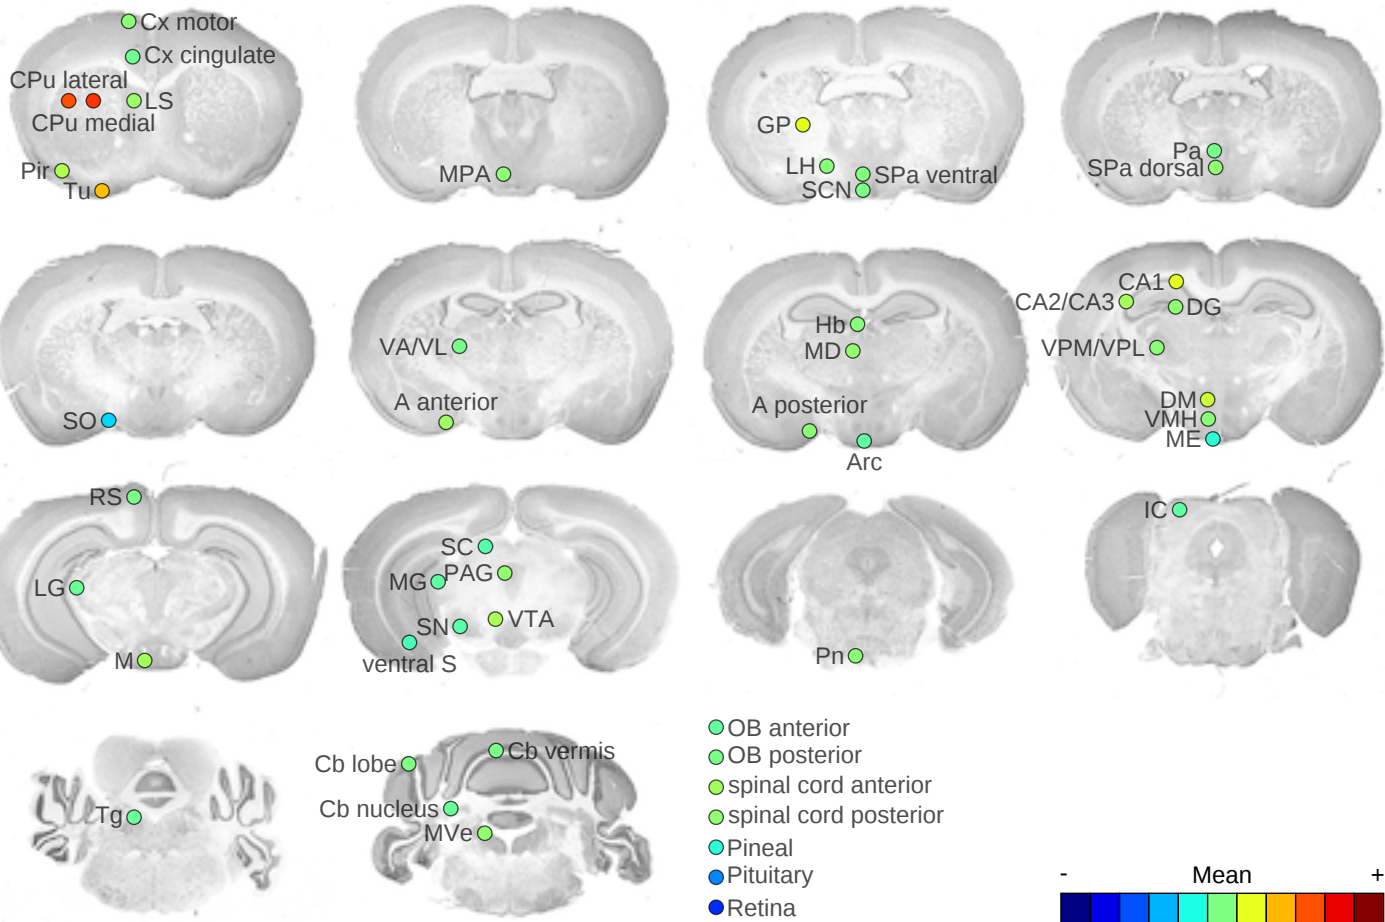 Cx motor
Cx cingulate
CPu lateral
LS
CPu medial
Pir
Tu
MPA
GP
LH
SPa ventral
SCN
Pa
SPa dorsal
SO
VA/VL
A anterior
Hb
MD
A posterior
Arc
CA1
CA2/CA3
DG
VPM/VPL
DM
VMH
ME
RS
LG
M
SC
MG
PAG
SN
VTA
ventral S
Pn
IC
Tg
Cb lobe
Cb vermis
Cb nucleus
MVe
OB anterior
OB posterior
spinal cord anterior
spinal cord posterior
Pineal
Pituitary
Retina
- Mean +